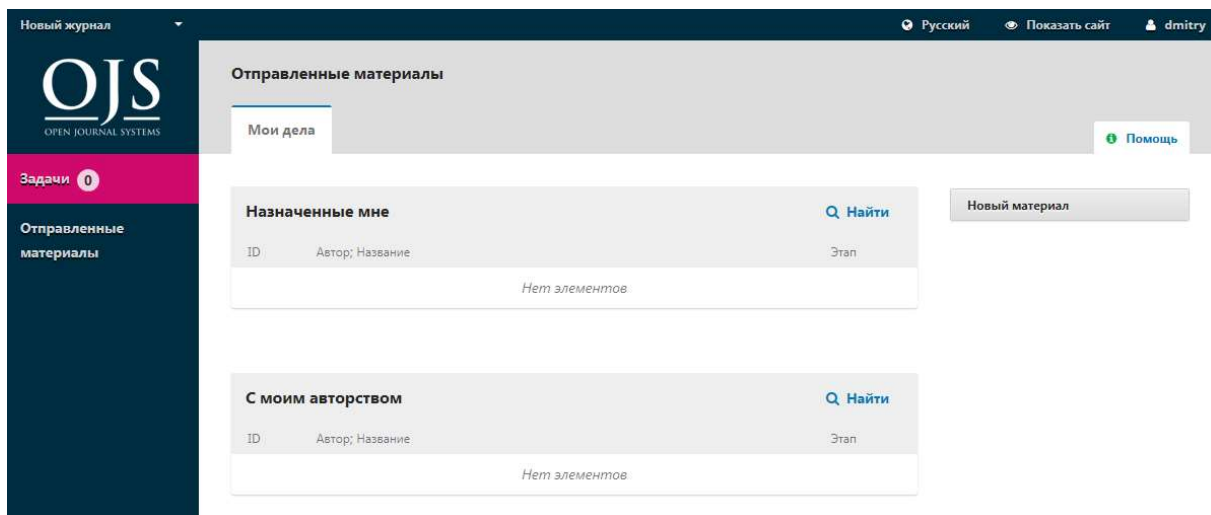 Новый журнал
Русский
Показать сайт
dmitry
OJS
OPEN JOURNAL SYSTEMS
Отправленные материалы
Мои дела
Помощь
Задачи 0
Отправленные
материалы
Назначенные мне
Найти
ID Автор; Название Этап
Нет элементов
Новый материал
С моим авторством
Найти
ID Автор; Название Этап
Нет элементов